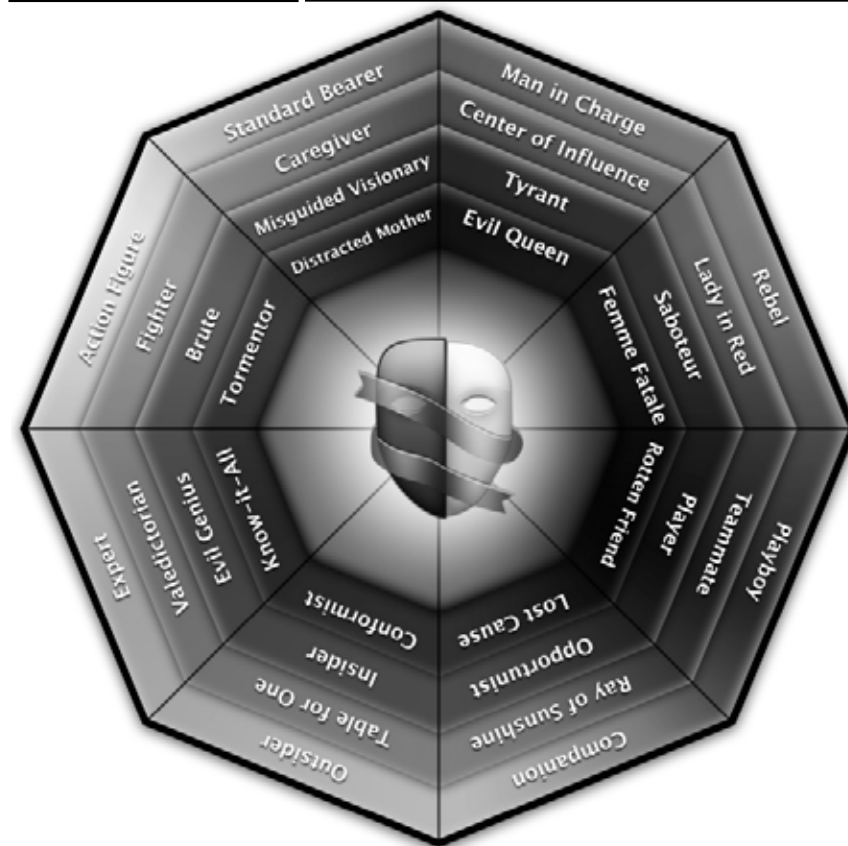 Standard Bearer
Caregiver
Misguided Visionary
Distracted Mother
Man in Charge
Center of Influence
Tyrant
Evil Queen
Rebel
Lady in Red
Saboteur
Femme Fatale
Playboy
Teammate
Player
Rotten Friend
Companion
Ray of Sunshine
Opportunist
Lost Cause
Outsider
Table for One
Insider
Conformist
Expert
Valedictorian
Evil Genius
Know-it-All
Action Figure
Fighter
Brute
Tormentor